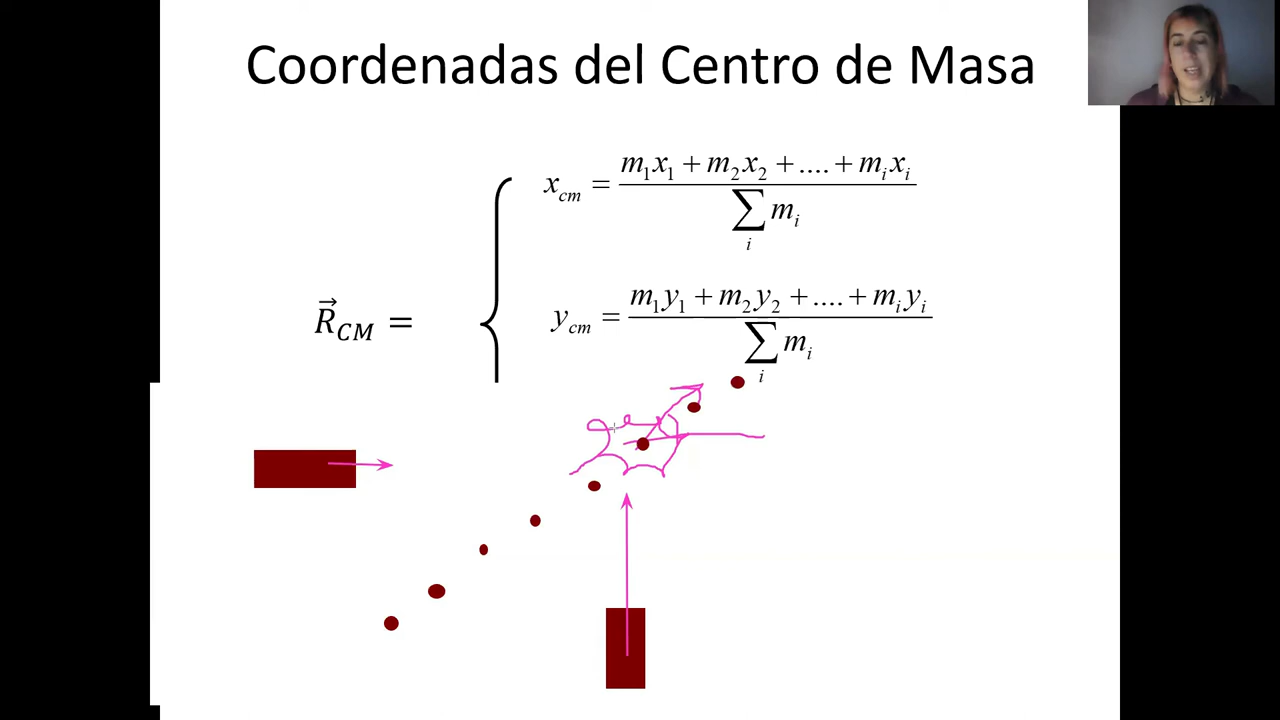 Coordenadas del Centro de Masa
x_cm = (m_1x_1 + m_2x_2 + .... + m_ix_i) / ∑_i m_i
R⃗_CM = {
y_cm = (m_1y_1 + m_2y_2 + .... + m_iy_i) / ∑_i m_i